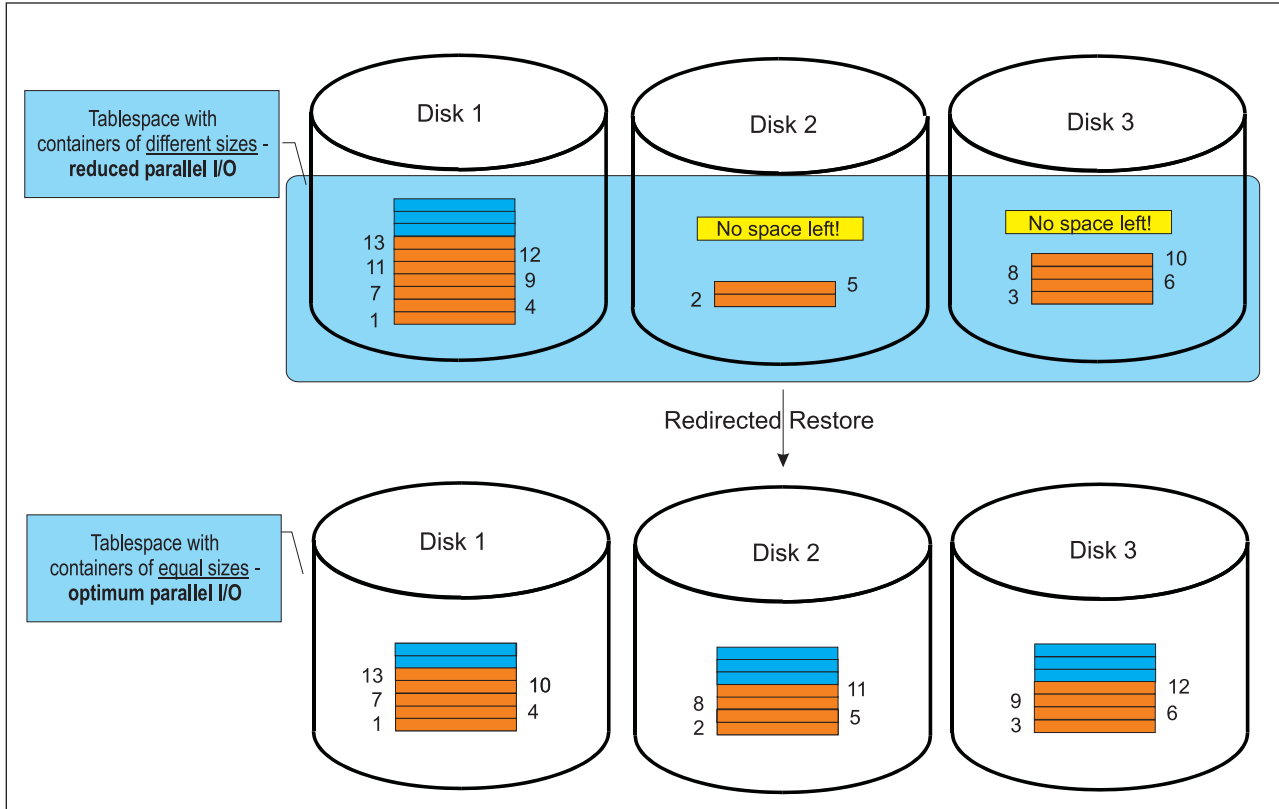 Disk 1
Disk 2
Disk 3
Tablespace with
containers of different sizes -
reduced parallel I/O
No space left!
No space left!
13
12
11
9
7
4
1
5
2
10
8
6
3
Redirected Restore
Disk 1
Disk 2
Disk 3
Tablespace with
containers of equal sizes -
optimum parallel I/O
13
10
7
4
1
11
8
5
2
12
9
6
3